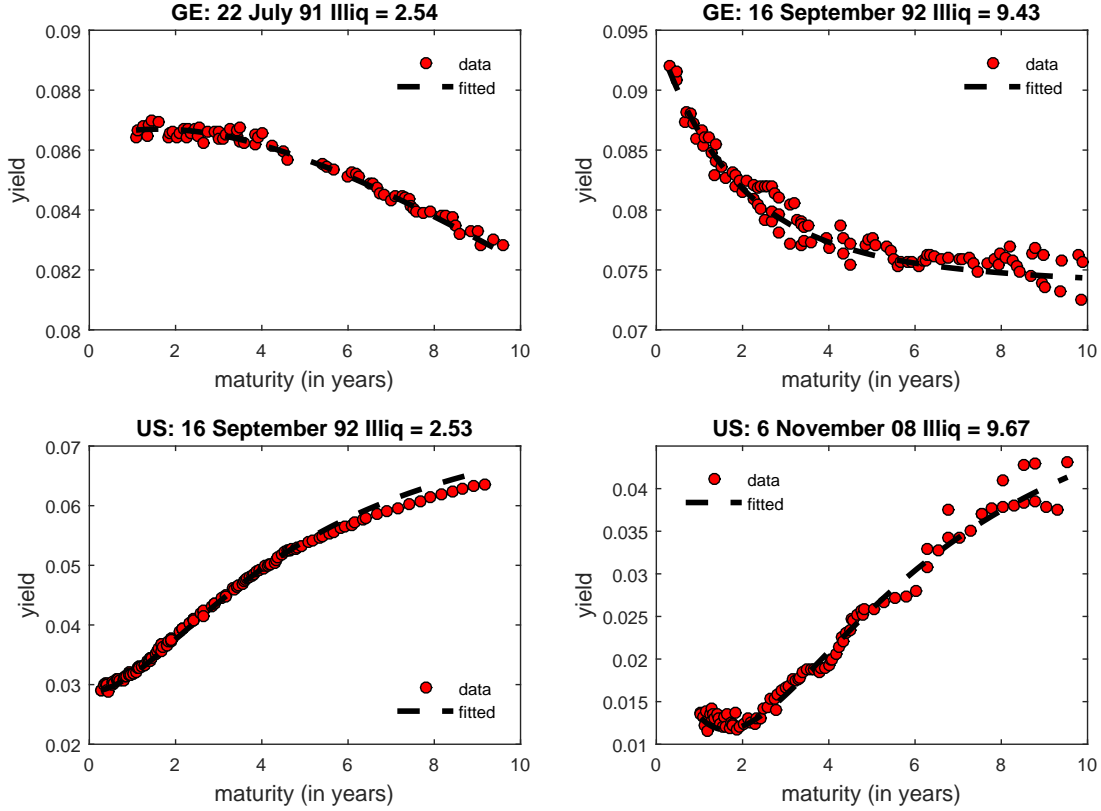 GE: 22 July 91 Illiq = 2.54
0.09
0.088
0.086
0.084
0.082
0.08
yield
data
fitted
0 2 4 6 8 10
maturity (in years)
GE: 16 September 92 Illiq = 9.43
0.095
0.09
0.085
0.08
0.075
0.07
yield
data
fitted
0 2 4 6 8 10
maturity (in years)
US: 16 September 92 Illiq = 2.53
0.07
0.06
0.05
0.04
0.03
0.02
yield
data
fitted
0 2 4 6 8 10
maturity (in years)
US: 6 November 08 Illiq = 9.67
0.04
0.035
0.03
0.025
0.02
0.015
0.01
yield
data
fitted
0 2 4 6 8 10
maturity (in years)